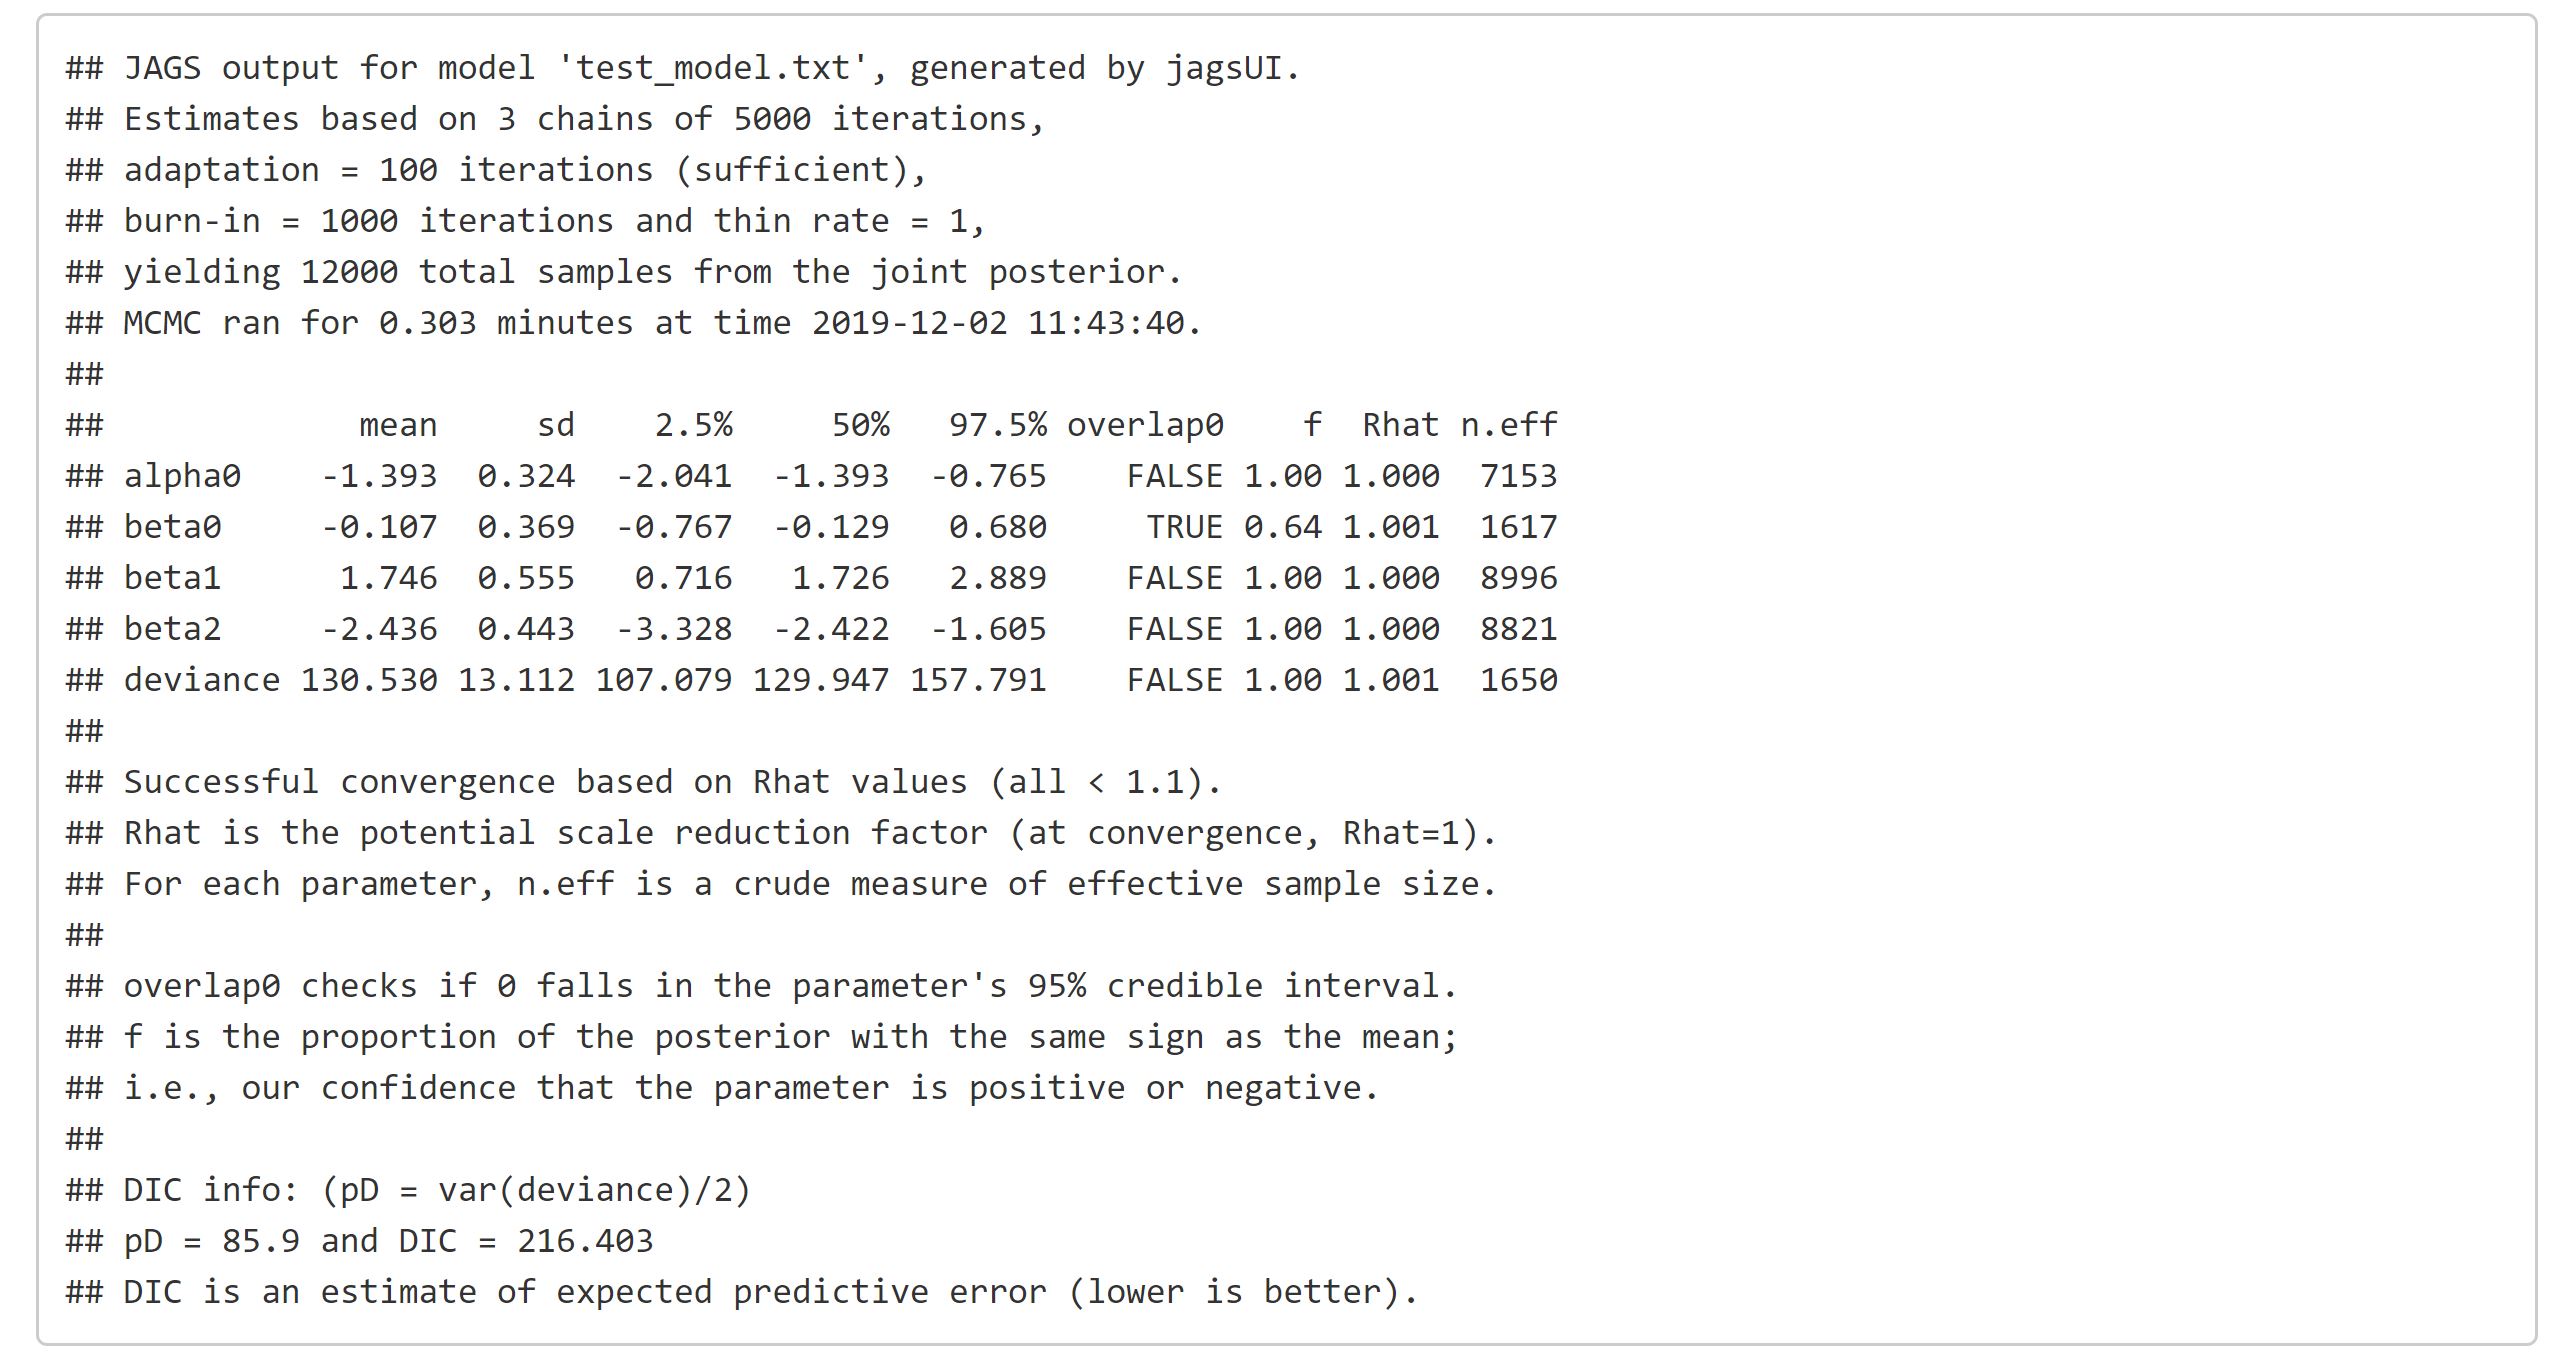 ## JAGS output for model 'test_model.txt', generated by jagsUI.
## Estimates based on 3 chains of 5000 iterations,
## adaptation = 100 iterations (sufficient),
## burn-in = 1000 iterations and thin rate = 1,
## yielding 12000 total samples from the joint posterior.
## MCMC ran for 0.303 minutes at time 2019-12-02 11:43:40.
##
##             mean     sd    2.5%     50%   97.5% overlap0    f  Rhat n.eff
## alpha0    -1.393  0.324  -2.041  -1.393  -0.765    FALSE 1.00 1.000  7153
## beta0     -0.107  0.369  -0.767  -0.129   0.680     TRUE 0.64 1.001  1617
## beta1      1.746  0.555   0.716   1.726   2.889    FALSE 1.00 1.000  8996
## beta2     -2.436  0.443  -3.328  -2.422  -1.605    FALSE 1.00 1.000  8821
## deviance 130.530 13.112 107.079 129.947 157.791    FALSE 1.00 1.001  1650
##
## Successful convergence based on Rhat values (all < 1.1).
## Rhat is the potential scale reduction factor (at convergence, Rhat=1).
## For each parameter, n.eff is a crude measure of effective sample size.
##
## overlap0 checks if 0 falls in the parameter's 95% credible interval.
## f is the proportion of the posterior with the same sign as the mean;
## i.e., our confidence that the parameter is positive or negative.
##
## DIC info: (pD = var(deviance)/2)
## pD = 85.9 and DIC = 216.403
## DIC is an estimate of expected predictive error (lower is better).